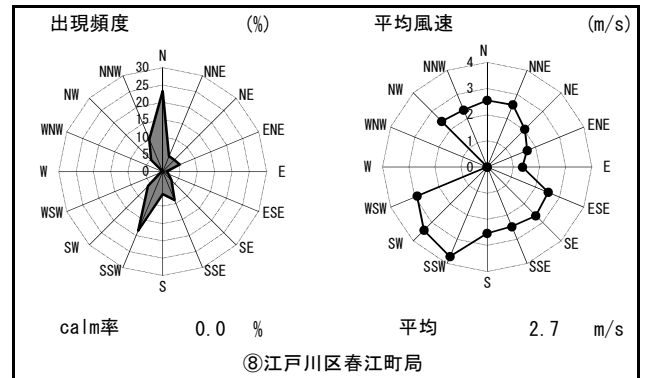 出現頻度 (%)
N
NNE
NE
ENE
E
ESE
SE
SSE
S
SSW
SW
WSW
W
WNW
NW
NNW
30
25
20
15
10
5
0
calm率 0.0 %
平均風速 (m/s)
N
NNE
NE
ENE
E
ESE
SE
SSE
S
SSW
SW
WSW
W
WNW
NW
NNW
4
3
2
1
0
平均 2.7 m/s
⑧江戸川区春江町局